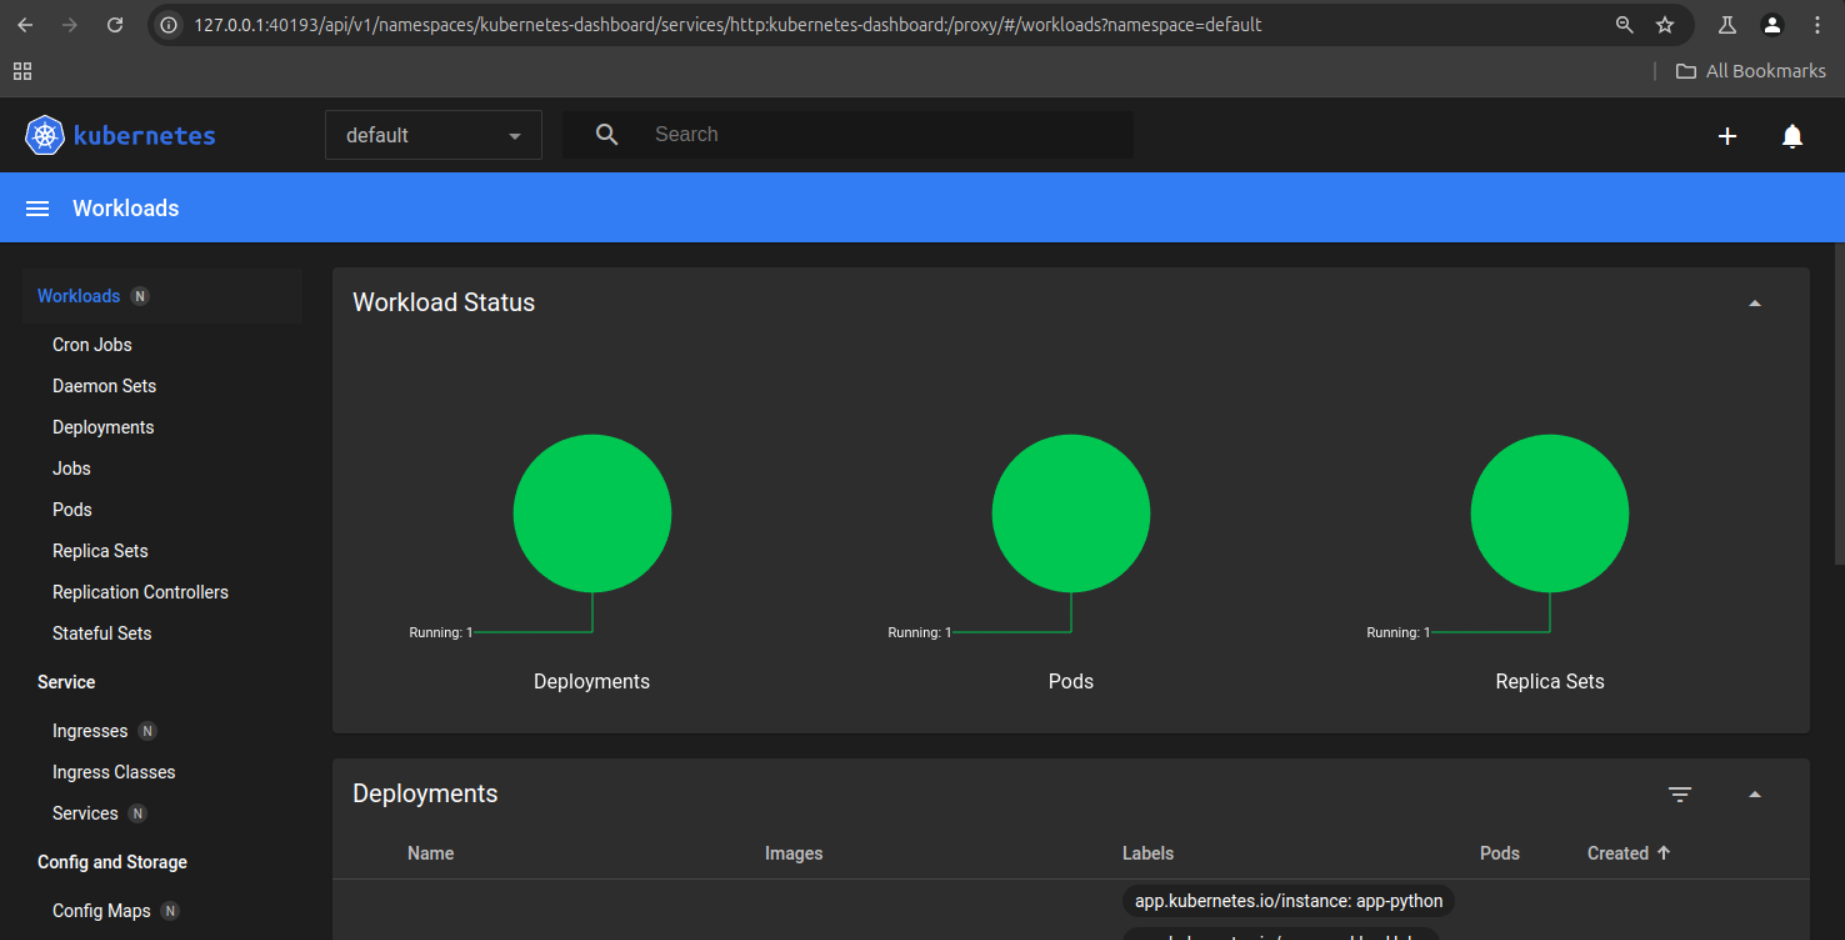 127.0.0.1:40193/api/v1/namespaces/kubernetes-dashboard/services/http:kubernetes-dashboard:/proxy/#/workloads?namespace=default
All Bookmarks
kubernetes
default
Search
Workloads
Workloads N
Cron Jobs
Daemon Sets
Deployments
Jobs
Pods
Replica Sets
Replication Controllers
Stateful Sets
Service
Ingresses N
Ingress Classes
Services N
Config and Storage
Config Maps N
Workload Status
Running: 1
Deployments
Running: 1
Pods
Running: 1
Replica Sets
Deployments
Name Images Labels Pods Created
app.kubernetes.io/instance: app-python